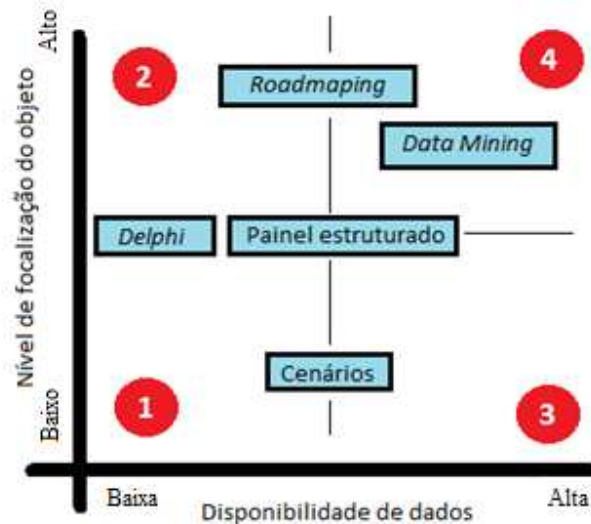 Alto
Nível de focalização do objeto
Baixo
2
4
Roadmaping
Data Mining
Delphi
Painel estruturado
Cenários
1
3
Baixa
Disponibilidade de dados
Alta